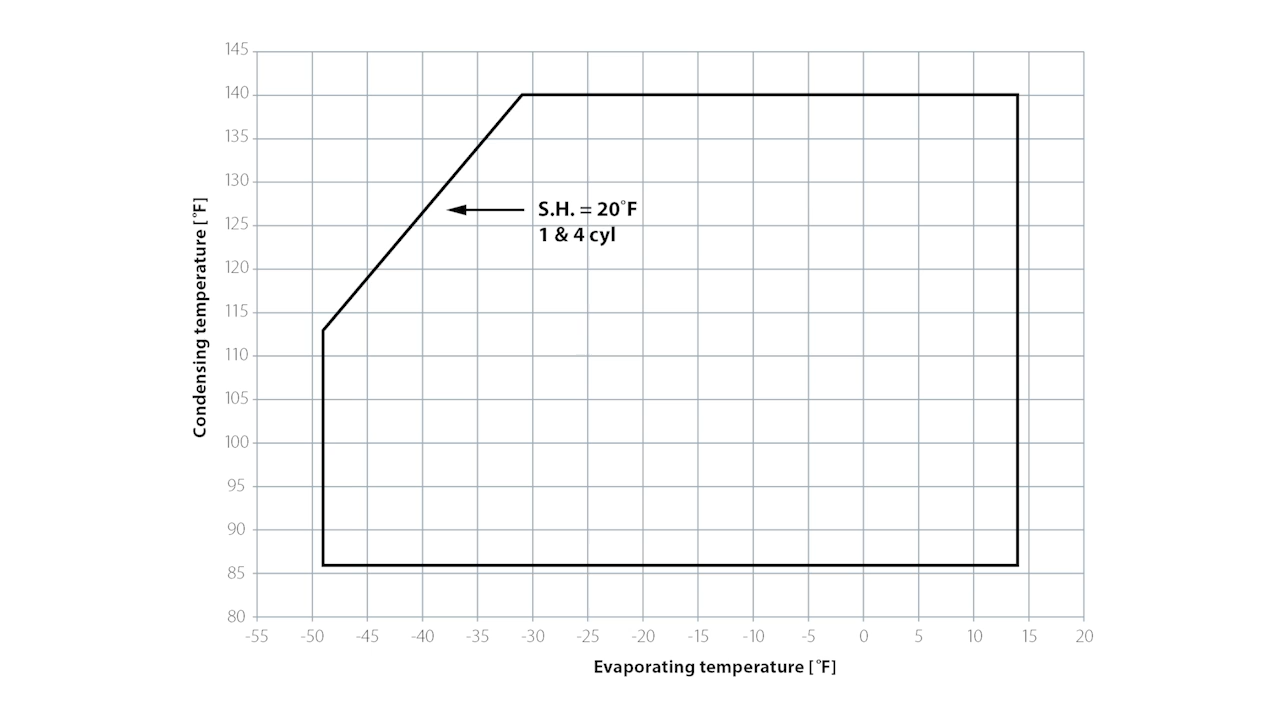 145
140
135
130
125
120
115
110
105
100
95
90
85
80
Condensing temperature [°F]
S.H. = 20°F
1 & 4 cyl
-55 -50 -45 -40 -35 -30 -25 -20 -15 -10 -5 0 5 10 15 20
Evaporating temperature [°F]